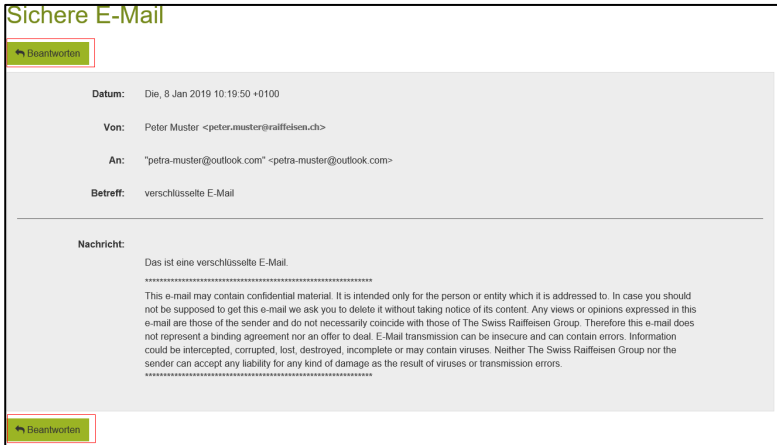 Sichere E-Mail
Beantworten
Datum: Die, 8 Jan 2019 10:19:50 +0100
Von: Peter Muster <peter.muster@raiffeisen.ch>
An: "petra-muster@outlook.com" <petra-muster@outlook.com>
Betreff: verschlüsselte E-Mail
Nachricht:
Das ist eine verschlüsselte E-Mail.
**************************************************************
This e-mail may contain confidential material. It is intended only for the person or entity which it is addressed to. In case you should
not be supposed to get this e-mail we ask you to delete it without taking notice of its content. Any views or opinions expressed in this
e-mail are those of the sender and do not necessarily coincide with those of The Swiss Raiffeisen Group. Therefore this e-mail does
not represent a binding agreement nor an offer to deal. E-Mail transmission can be insecure and can contain errors. Information
could be intercepted, corrupted, lost, destroyed, incomplete or may contain viruses. Neither The Swiss Raiffeisen Group nor the
sender can accept any liability for any kind of damage as the result of viruses or transmission errors.
**************************************************************
Beantworten